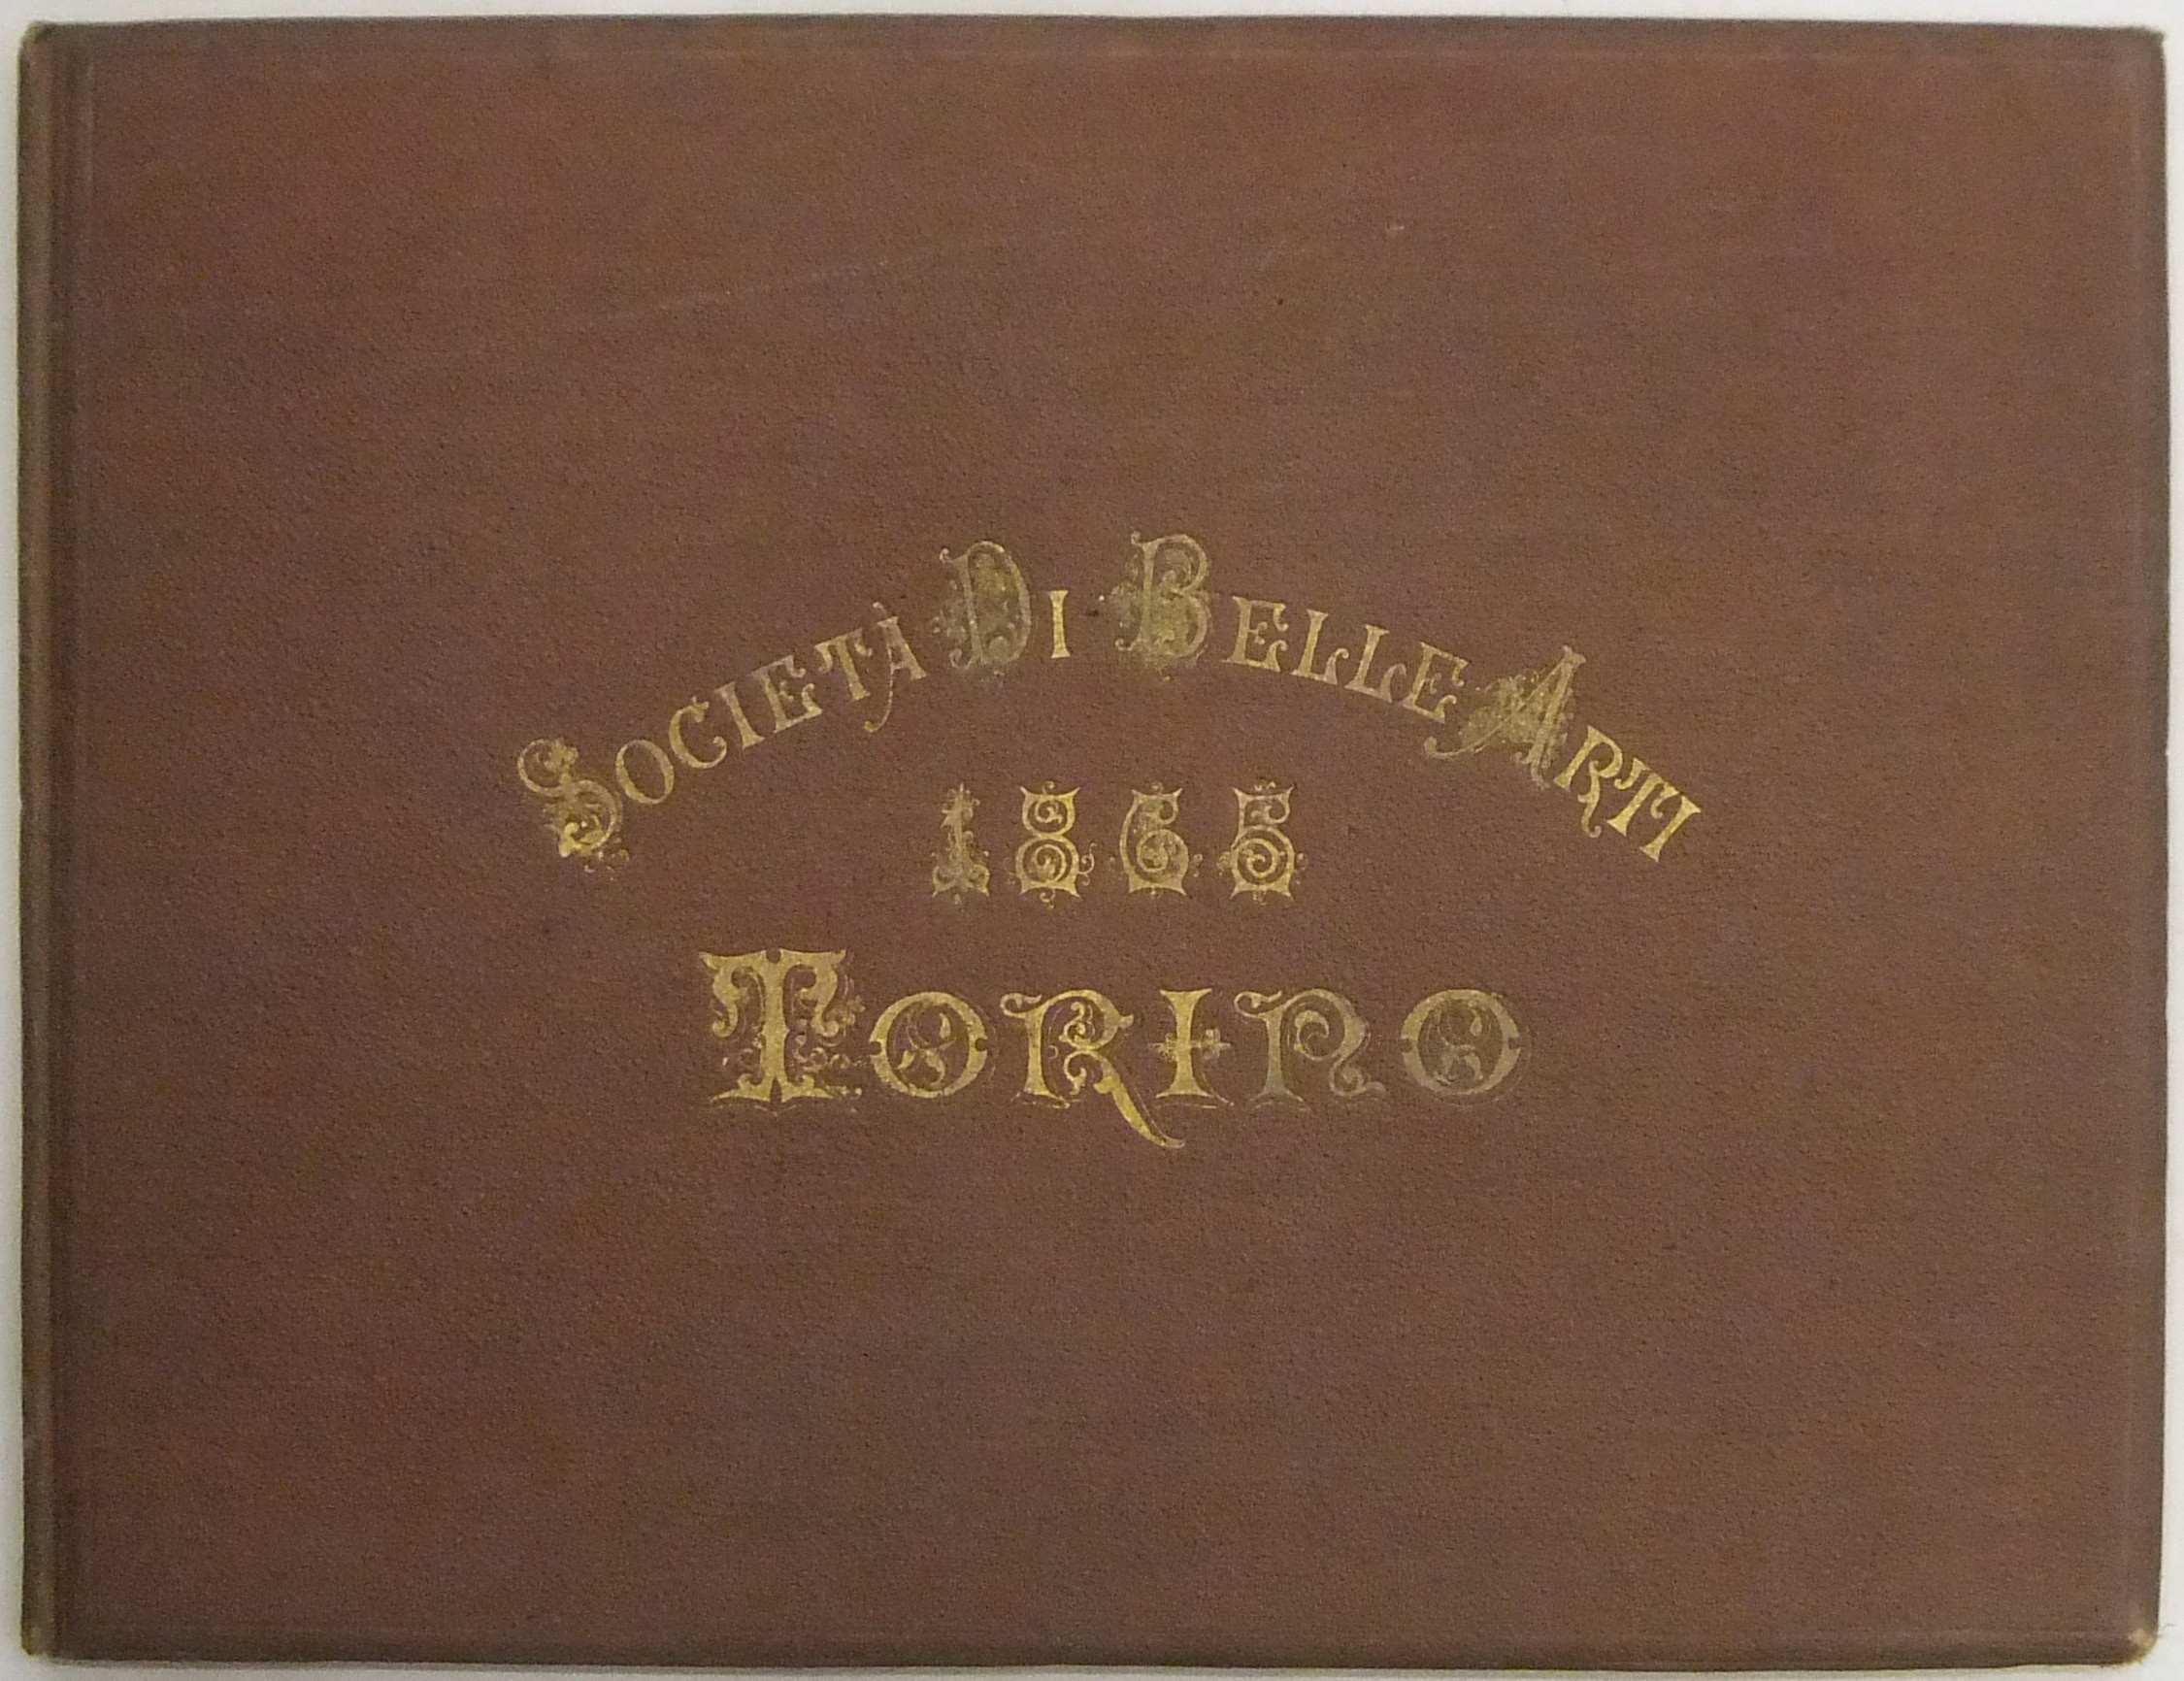 SOCIETÀ DI BELLE ARTI
1865
TORINO